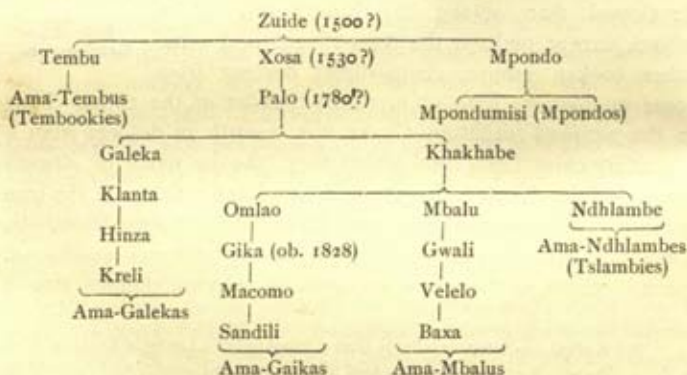 Zuide (1500?)
Tembu Xosa (1530?) Mpondo
Ama-Tembus Palo (1780?) Mpondumisi (Mpondos)
(Tembookies)
Galeka Khakhabe
Klanta Omlao Mbalu Ndhlambe
Hinza Gika (ob. 1828) Gwali Ama-Ndhlambes
(Tslambies)
Kreli Macomo Velelo
Ama-Galekas Sandili Baxa
Ama-Gaikas Ama-Mbalus